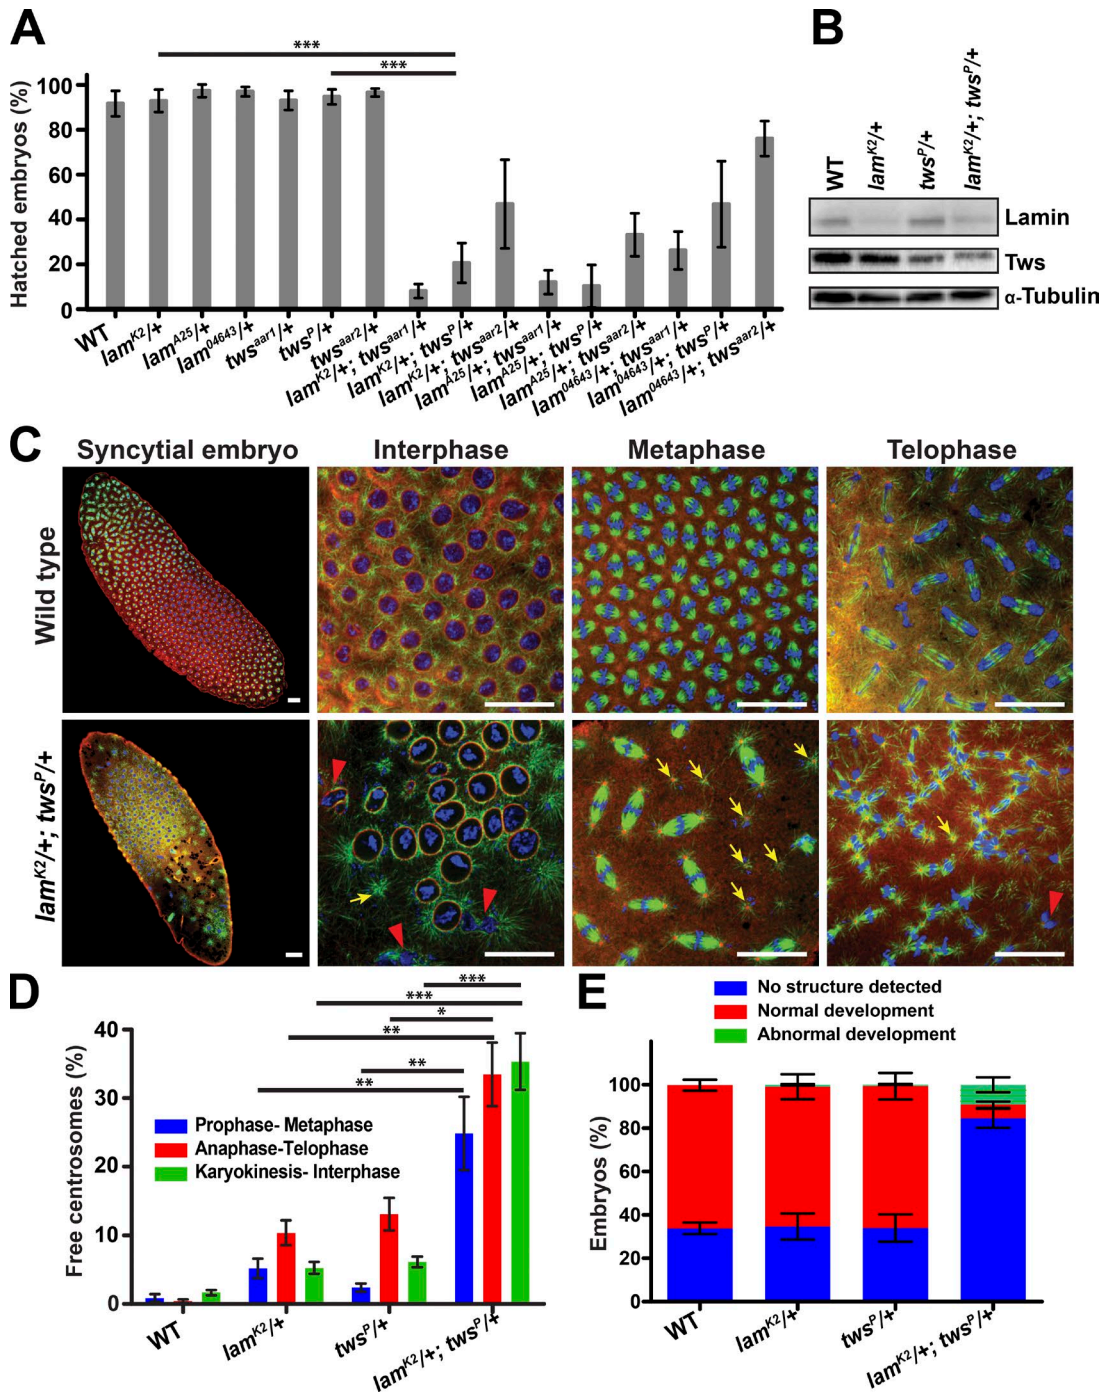 A
***
***
Hatched embryos (%)
100
80
60
40
20
0
WT
lamK2/+
lamA25/+
lam04643/+
twsaar1/+
twsP/+
twsaar2/+
lamK2/+; twsaar1/+
lamK2/+; twsP/+
lamK2/+; twsaar2/+
lamA25/+; twsaar1/+
lamA25/+; twsP/+
lamA25/+; twsaar2/+
lam04643/+; twsaar1/+
lam04643/+; twsP/+
lam04643/+; twsaar2/+
B
WT
lamK2/+
twsP/+
lamK2/+; twsP/+
Lamin
Tws
α-Tubulin
C
Syncytial embryo
Interphase
Metaphase
Telophase
Wild type
lamK2/+; twsP/+
D
***
***
*
**
**
**
Free centrosomes (%)
40
30
20
10
0
Prophase- Metaphase
Anaphase-Telophase
Karyokinesis- Interphase
WT
lamK2/+
twsP/+
lamK2/+; twsP/+
E
No structure detected
Normal development
Abnormal development
Embryos (%)
100
80
60
40
20
0
WT
lamK2/+
twsP/+
lamK2/+; twsP/+